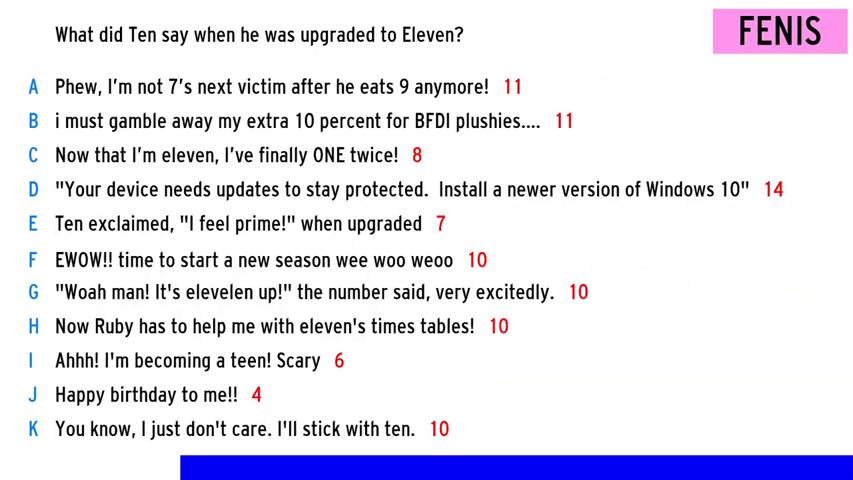 What did Ten say when he was upgraded to Eleven?
FENIS
A Phew, I'm not 7's next victim after he eats 9 anymore! 11
B i must gamble away my extra 10 percent for BFDI plushies.... 11
C Now that I'm eleven, I've finally ONE twice! 8
D "Your device needs updates to stay protected. Install a newer version of Windows 10" 14
E Ten exclaimed, "I feel prime!" when upgraded 7
F EWOW!! time to start a new season wee woo weoo 10
G "Woah man! It's elevelen up!" the number said, very excitedly. 10
H Now Ruby has to help me with eleven's times tables! 10
I Ahhh! I'm becoming a teen! Scary 6
J Happy birthday to me!! 4
K You know, I just don't care. I'll stick with ten. 10